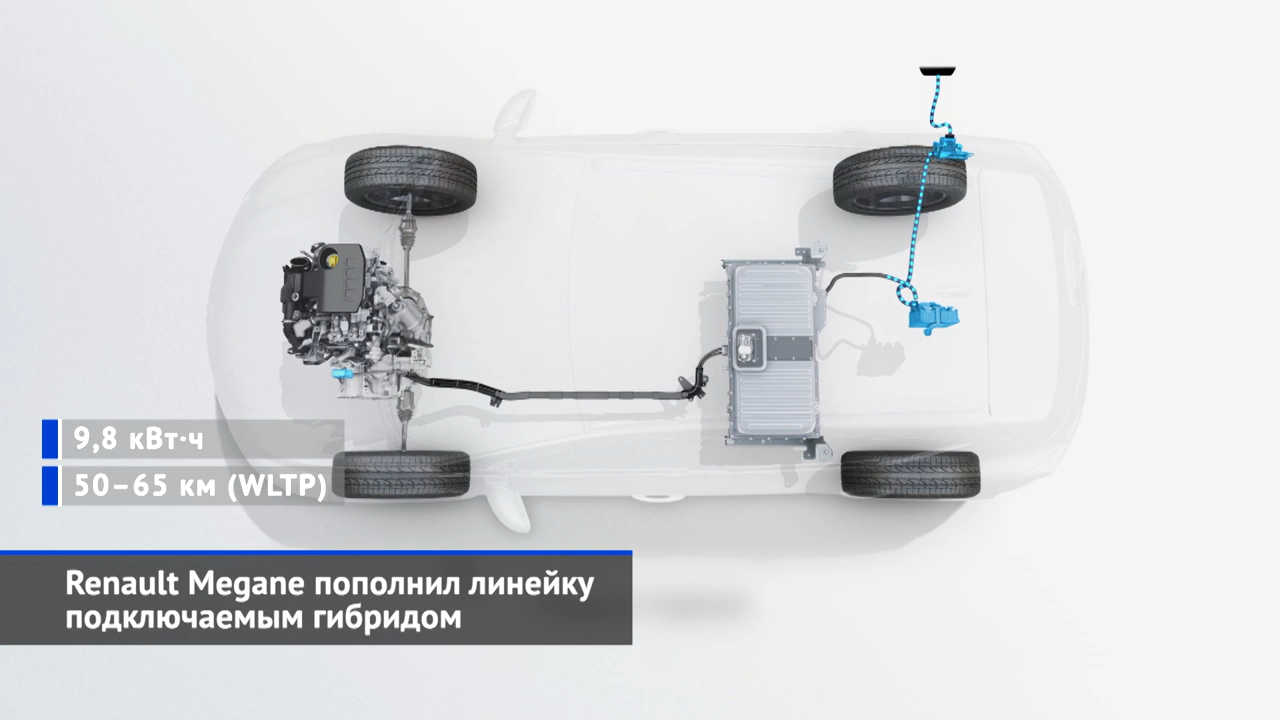 9,8 кВт·ч
50–65 км (WLTP)
Renault Megane пополнил линейку
подключаемым гибридом